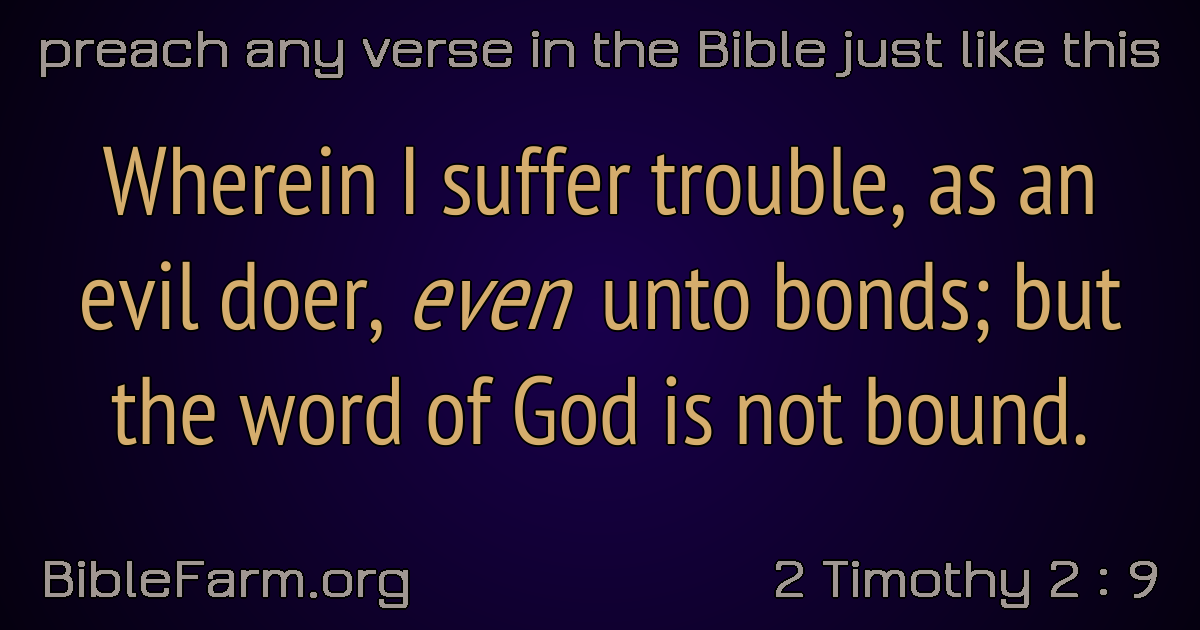 preach any verse in the Bible just like this
Wherein I suffer trouble, as an
evil doer, even unto bonds; but
the word of God is not bound.
BibleFarm.org
2 Timothy 2 : 9